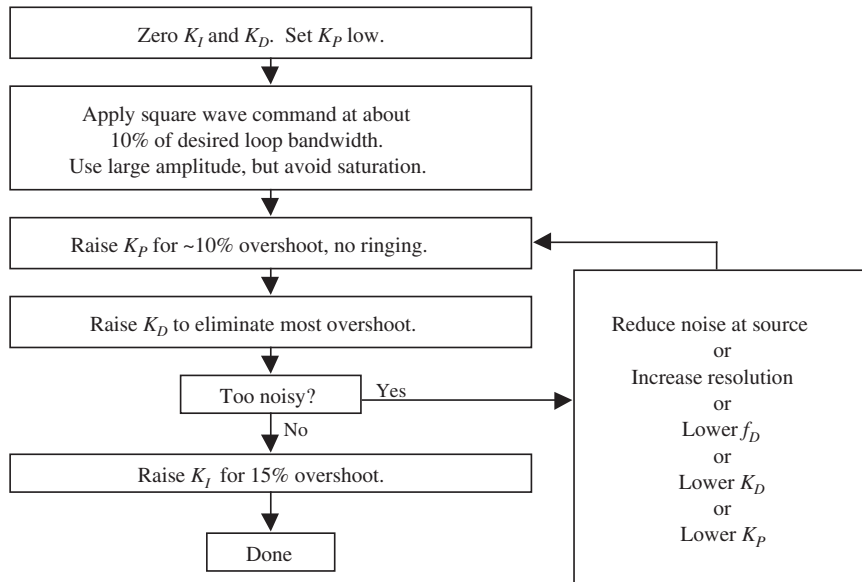 Zero K_I and K_D. Set K_P low.
Apply square wave command at about
10% of desired loop bandwidth.
Use large amplitude, but avoid saturation.
Raise K_P for ~10% overshoot, no ringing.
Raise K_D to eliminate most overshoot.
Too noisy?
Yes
No
Raise K_I for 15% overshoot.
Done
Reduce noise at source
or
Increase resolution
or
Lower f_D
or
Lower K_D
or
Lower K_P